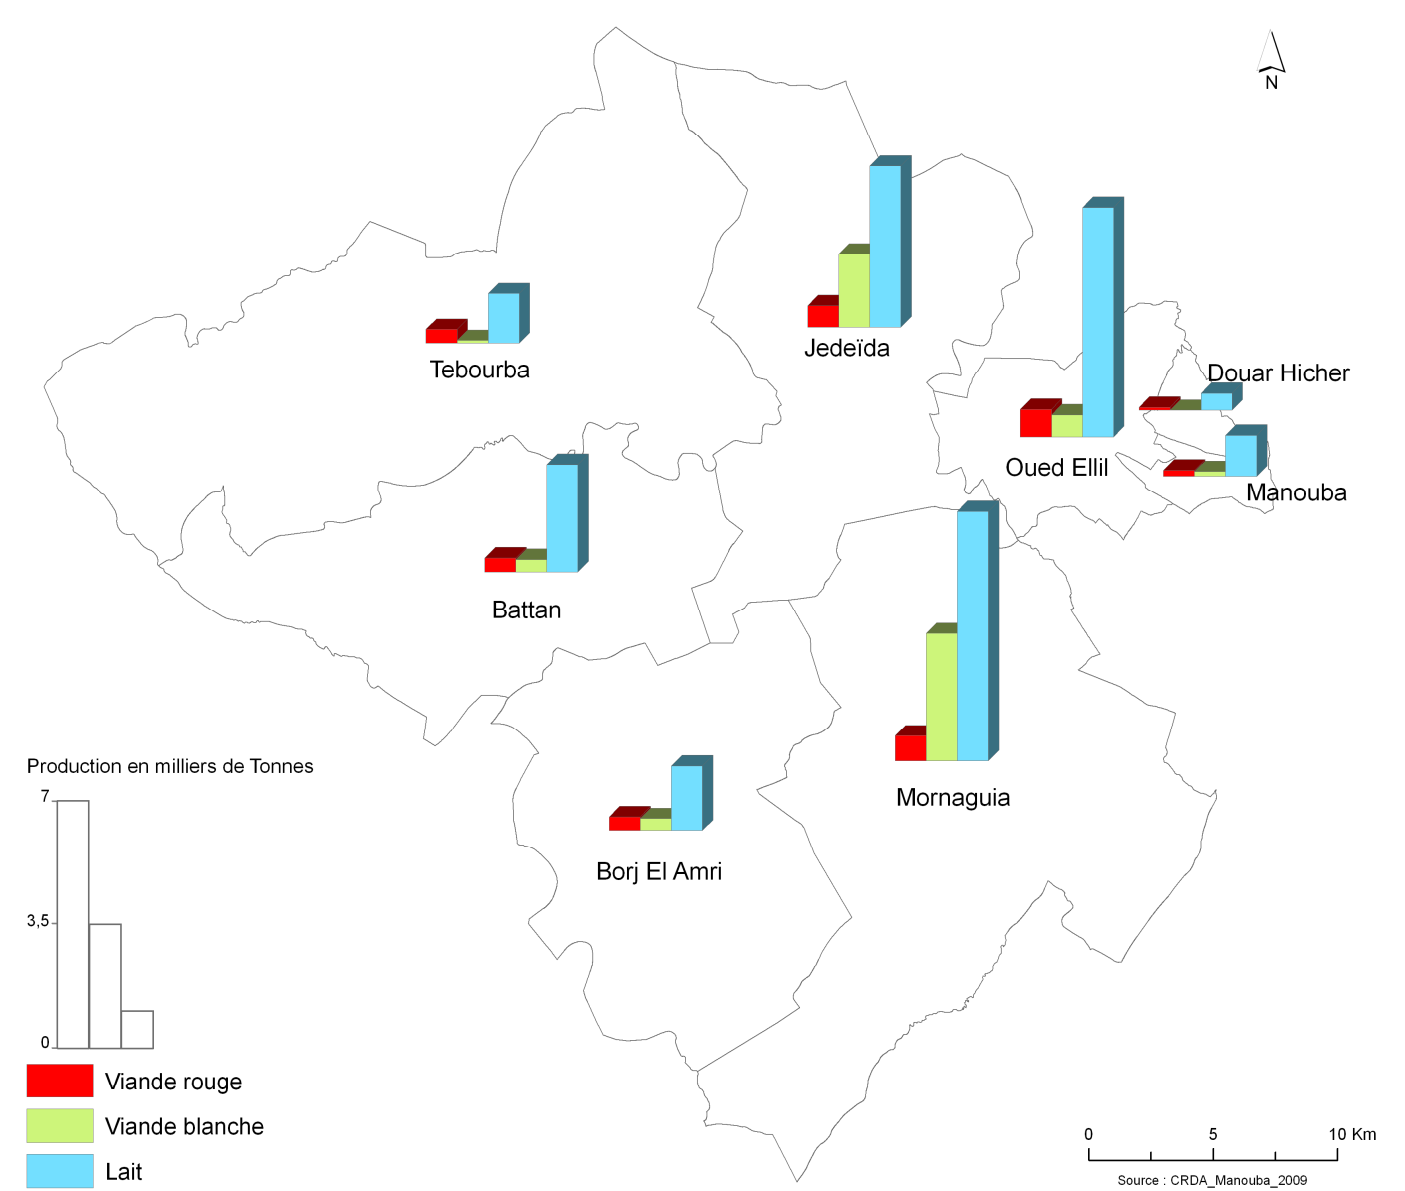 N
Jedeïda
Tebourba
Douar Hicher
Oued Ellil
Manouba
Battan
Mornaguia
Borj El Amri
Production en milliers de Tonnes
7
3,5
0
Viande rouge
Viande blanche
Lait
0 5 10 Km
Source : CRDA_Manouba_2009